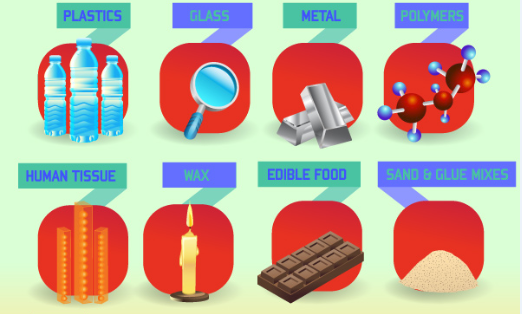 PLASTICS
GLASS
METAL
POLYMERS
HUMAN TISSUE
WAX
EDIBLE FOOD
SAND & GLUE MIXES